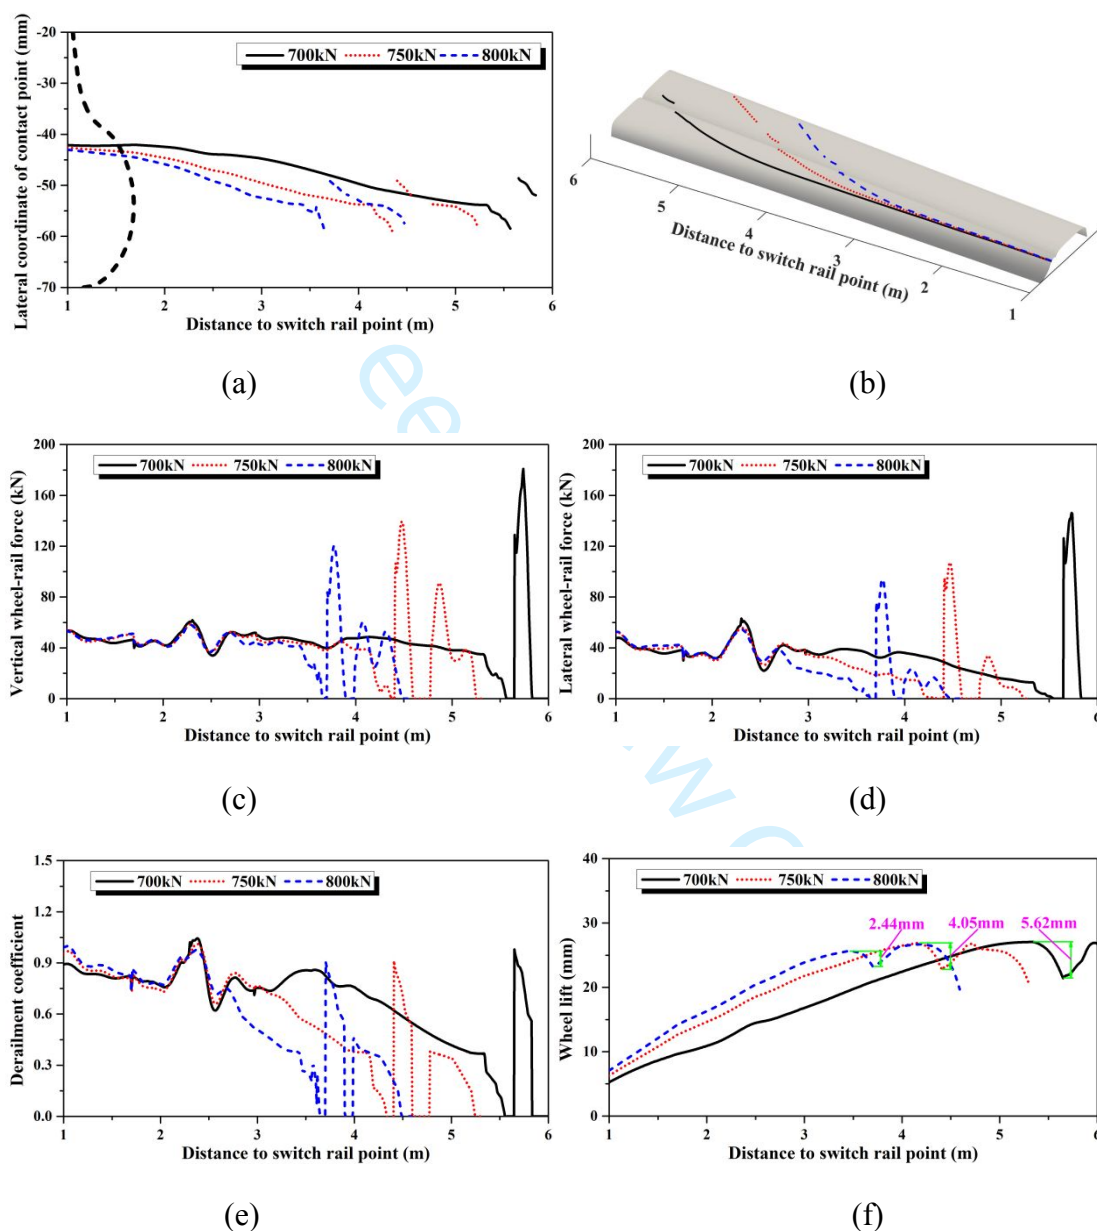 -20
-30
-40
-50
-60
-70
Lateral coordinate of contact point (mm)
700kN 750kN 800kN
1 2 3 4 5 6
Distance to switch rail point (m)
6
5
4
3
2
1
Distance to switch rail point (m)
(a) (b)
ee
200
160
120
80
40
0
Vertical wheel-rail force (kN)
700kN 750kN 800kN
1 2 3 4 5 6
Distance to switch rail point (m)
200
160
120
80
40
0
Lateral wheel-rail force (kN)
700kN 750kN 800kN
1 2 3 4 5 6
Distance to switch rail point (m)
(c) (d)
1.5
1.2
0.9
0.6
0.3
0.0
Derailment coefficient
700kN 750kN 800kN
1 2 3 4 5 6
Distance to switch rail point (m)
40
30
20
10
0
Wheel lift (mm)
700kN 750kN 800kN
2.44mm 4.05mm 5.62mm
1 2 3 4 5 6
Distance to switch rail point (m)
(e) (f)